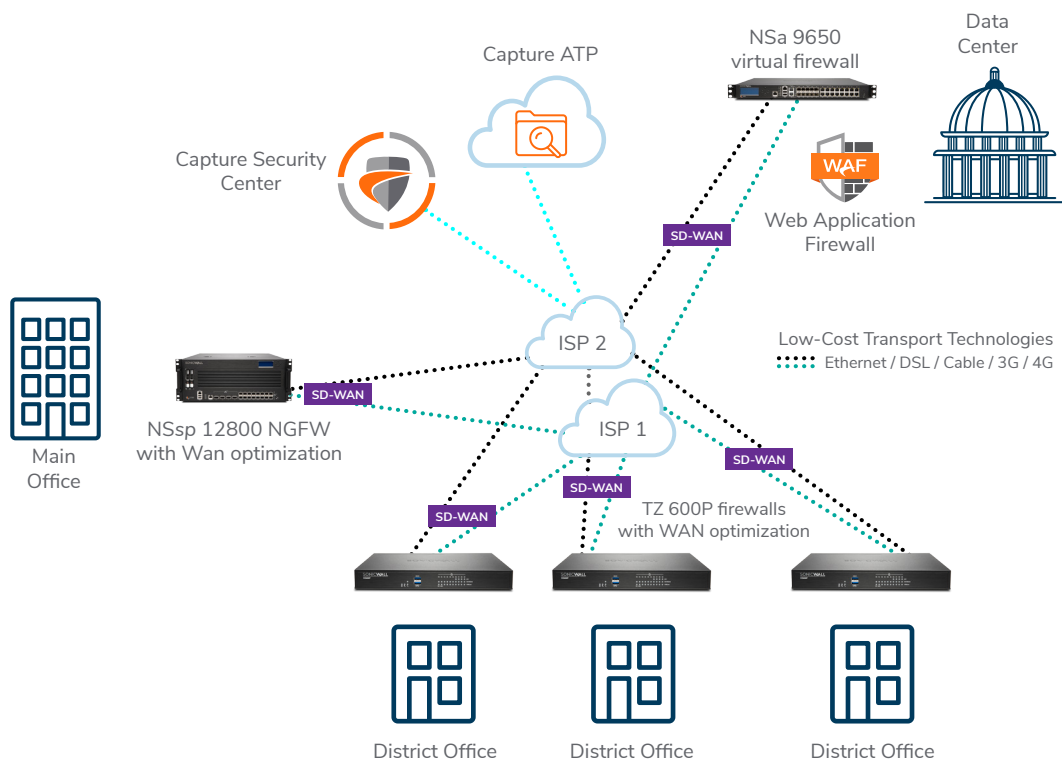 NSa 9650
virtual firewall
Data
Center
Capture ATP
Capture Security
Center
WAF
Web Application
Firewall
SD-WAN
ISP 2
Low-Cost Transport Technologies
Ethernet / DSL / Cable / 3G / 4G
SD-WAN
ISP 1
NSsp 12800 NGFW
with Wan optimization
Main
Office
SD-WAN
SD-WAN
SD-WAN
TZ 600P firewalls
with WAN optimization
SONICWALL
SONICWALL
SONICWALL
District Office
District Office
District Office